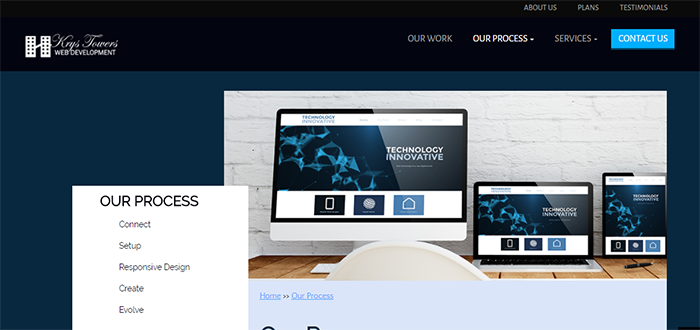 ABOUT US PLANS TESTIMONIALS
Krys Towers
WEB DEVELOPMENT
OUR WORK OUR PROCESS SERVICES CONTACT US
TECHNOLOGY
INNOVATIVE
TECHNOLOGY
INNOVATIVE
TECHNOLOGY
INNOVATIVE
TECHNOLOGY
INNOVATIVE
OUR PROCESS
Connect
Setup
Responsive Design
Create
Evolve
Home >> Our Process